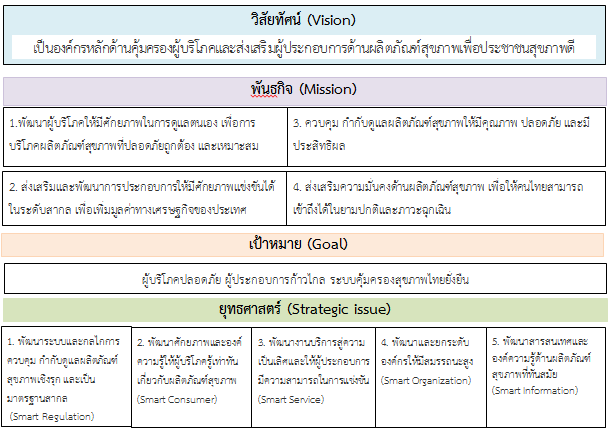 วิสัยทัศน์ (Vision)
เป็นองค์กรหลักด้านคุ้มครองผู้บริโภคและส่งเสริมผู้ประกอบการด้านผลิตภัณฑ์สุขภาพเพื่อประชาชนสุขภาพดี
พันธกิจ (Mission)
1.พัฒนาผู้บริโภคให้มีศักยภาพในการดูแลตนเอง เพื่อการ
บริโภคผลิตภัณฑ์สุขภาพที่ปลอดภัยถูกต้อง และเหมาะสม
3. ควบคุม กำกับดูแลผลิตภัณฑ์สุขภาพให้มีคุณภาพ ปลอดภัย และมี
ประสิทธิผล
2. ส่งเสริมและพัฒนาการประกอบการให้มีศักยภาพแข่งขันได้
ในระดับสากล เพื่อเพิ่มมูลค่าทางเศรษฐกิจของประเทศ
4. ส่งเสริมความมั่นคงด้านผลิตภัณฑ์สุขภาพ เพื่อให้คนไทยสามารถ
เข้าถึงได้ในยามปกติและภาวะฉุกเฉิน
เป้าหมาย (Goal)
ผู้บริโภคปลอดภัย ผู้ประกอบการก้าวไกล ระบบคุ้มครองสุขภาพไทยยั่งยืน
ยุทธศาสตร์ (Strategic issue)
1. พัฒนาระบบและกลไกการ
ควบคุม กำกับดูแลผลิตภัณฑ์
สุขภาพเชิงรุก และเป็น
มาตรฐานสากล
(Smart Regulation)
2. พัฒนาศักยภาพและองค์
ความรู้ให้ผู้บริโภครู้เท่าทัน
เกี่ยวกับผลิตภัณฑ์สุขภาพ
(Smart Consumer)
3. พัฒนางานบริการสู่ความ
เป็นเลิศและให้ผู้ประกอบการ
มีความสามารถในการแข่งขัน
(Smart Service)
4. พัฒนาและยกระดับ
องค์กรให้มีสมรรถนะสูง
(Smart Organization)
5. พัฒนาสารสนเทศและ
องค์ความรู้ด้านผลิตภัณฑ์
สุขภาพที่ทันสมัย
(Smart Information)